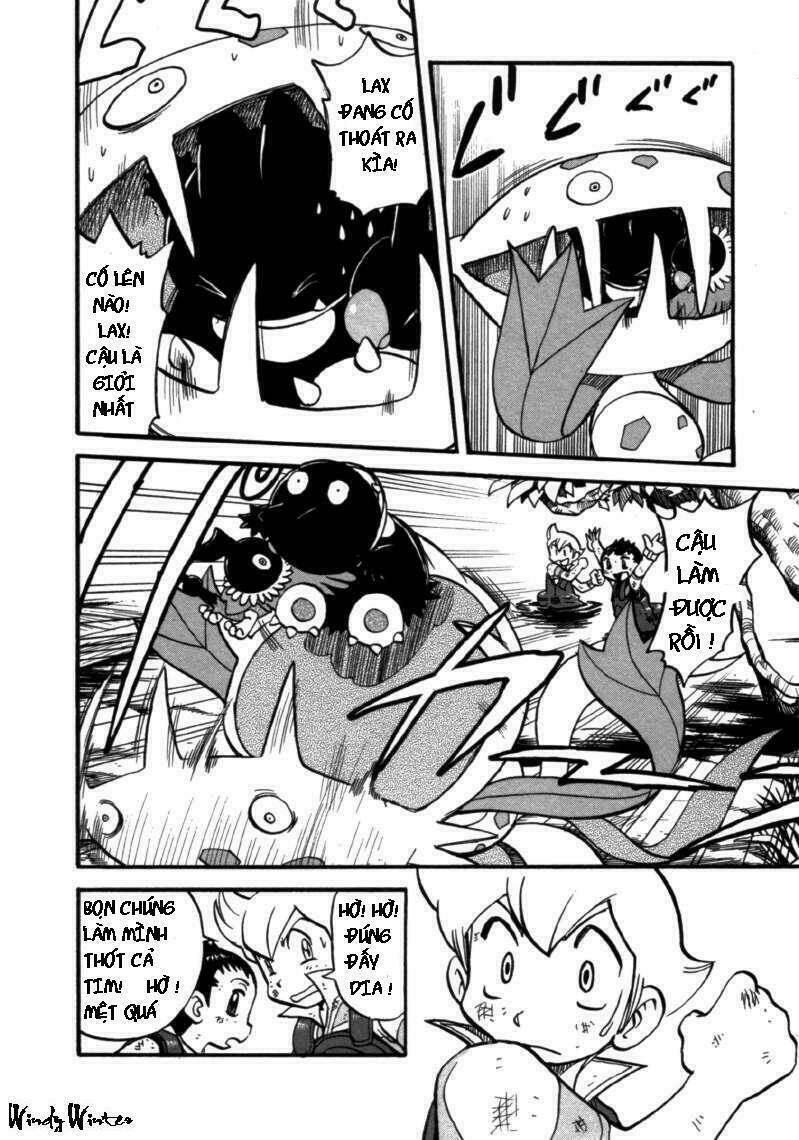 LAX
ĐANG CỐ
THOÁT RA
KÌA!
CỐ LÊN
NÀO!
LAX!
CẬU LÀ
GIỎI
NHẤT
CẬU
LÀM
ĐƯỢC
RỒI !
HỜ! HỜ!
ĐÚNG
ĐẤY
DIA !
BỌN CHÚNG
LÀM MÌNH
THÓT CẢ
TIM! HỜ !
MỆT QUÁ
Windy Winter